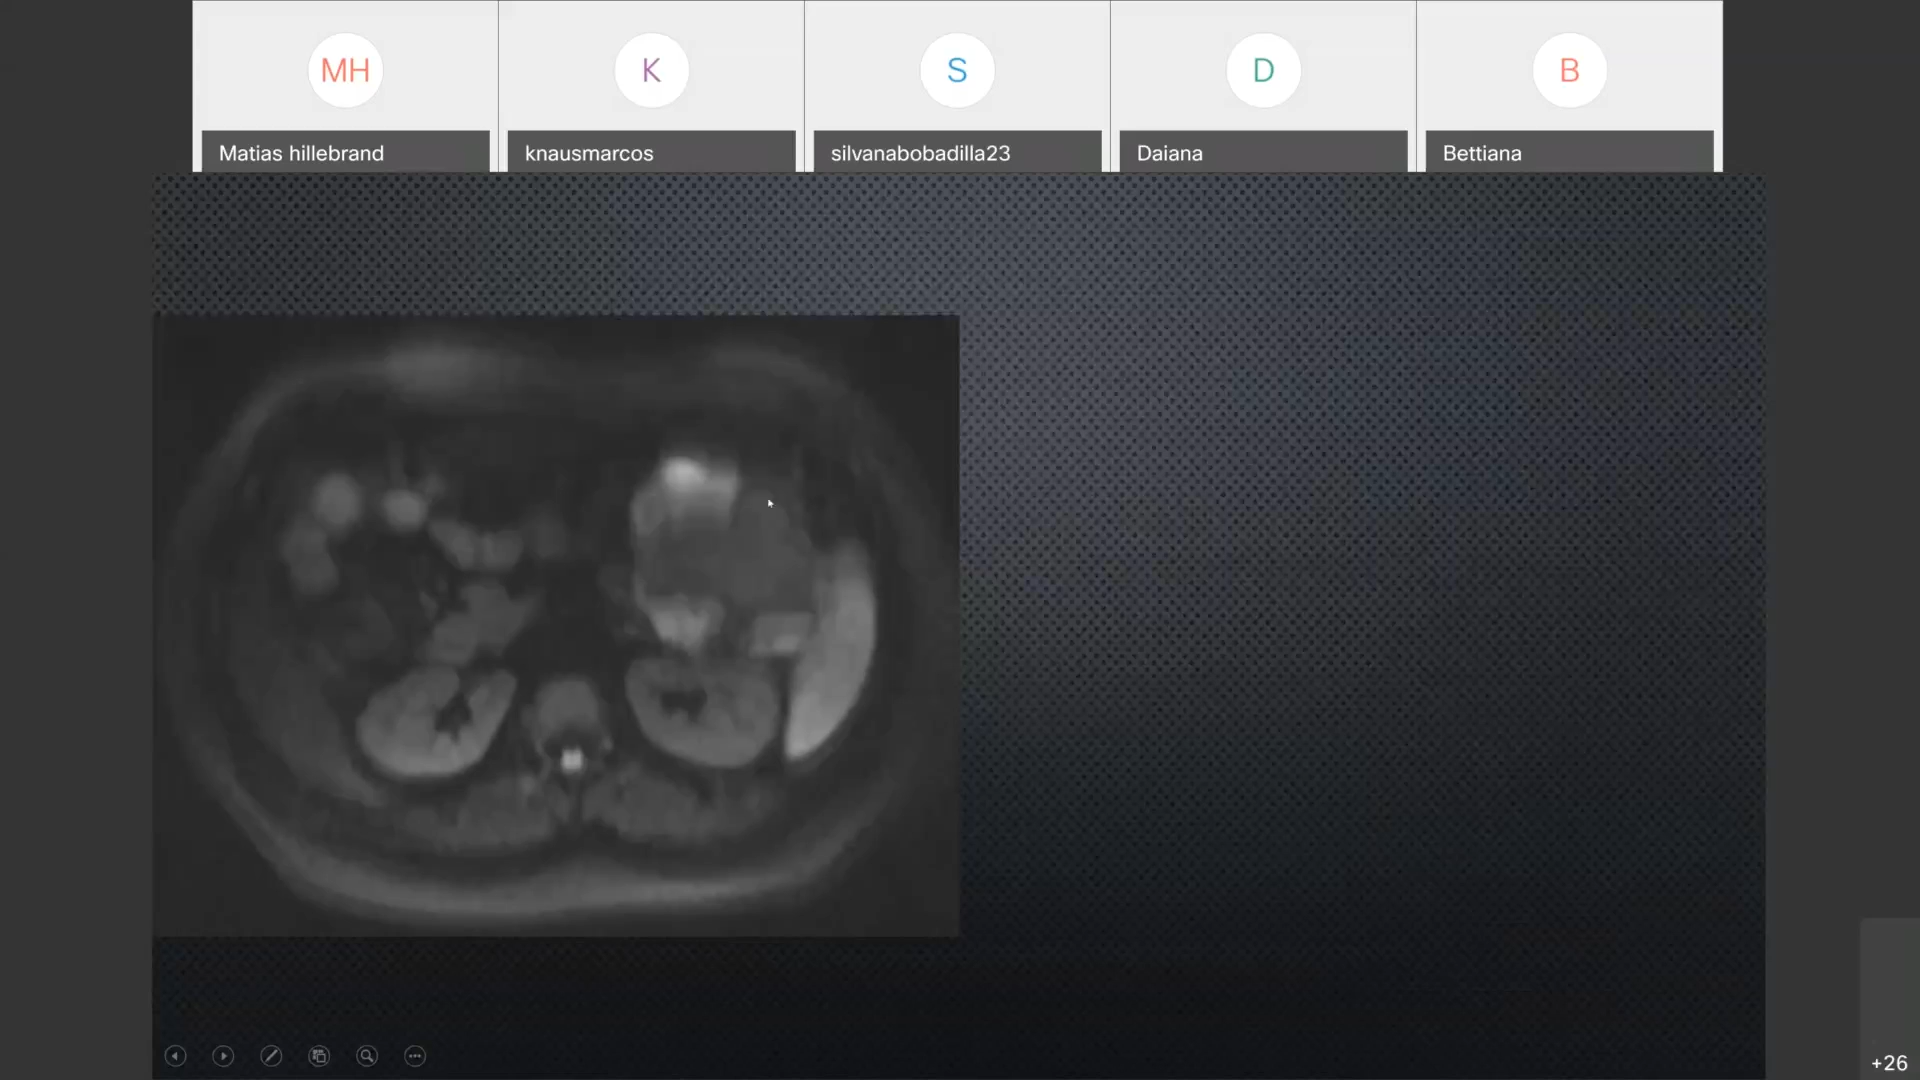 MH
K
S
D
B
Matias hillebrand
knausmarcos
silvanabobadilla23
Daiana
Bettiana
+26